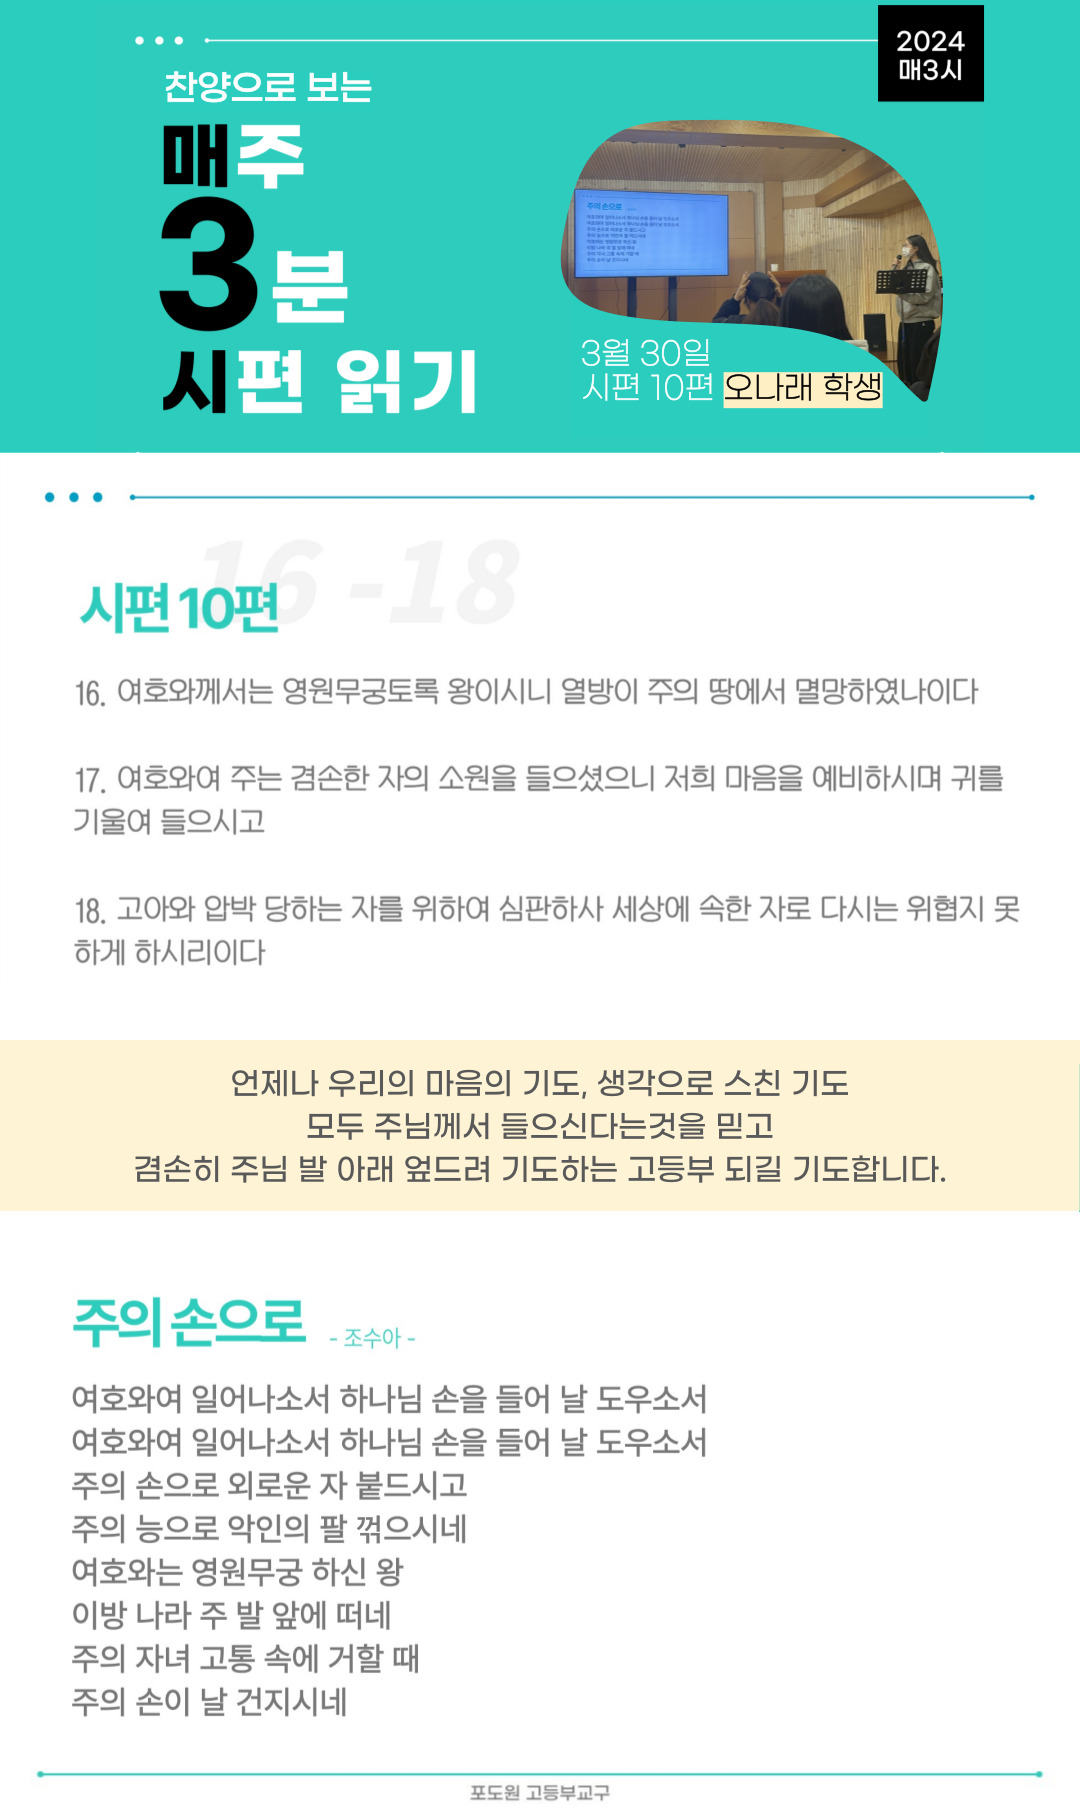 2024
매3시
찬양으로 보는
매주
3분
시편 읽기
주의 손으로
3월 30일
시편 10편 오나래 학생
16 -18
시편 10편
16. 여호와께서는 영원무궁토록 왕이시니 열방이 주의 땅에서 멸망하였나이다
17. 여호와여 주는 겸손한 자의 소원을 들으셨으니 저희 마음을 예비하시며 귀를
기울여 들으시고
18. 고아와 압박 당하는 자를 위하여 심판하사 세상에 속한 자로 다시는 위협지 못
하게 하시리이다
언제나 우리의 마음의 기도, 생각으로 스친 기도
모두 주님께서 들으신다는것을 믿고
겸손히 주님 발 아래 엎드려 기도하는 고등부 되길 기도합니다.
주의 손으로 - 조수아 -
여호와여 일어나소서 하나님 손을 들어 날 도우소서
여호와여 일어나소서 하나님 손을 들어 날 도우소서
주의 손으로 외로운 자 붙드시고
주의 능으로 악인의 팔 꺾으시네
여호와는 영원무궁 하신 왕
이방 나라 주 발 앞에 떠네
주의 자녀 고통 속에 거할 때
주의 손이 날 건지시네
포도원 고등부교구